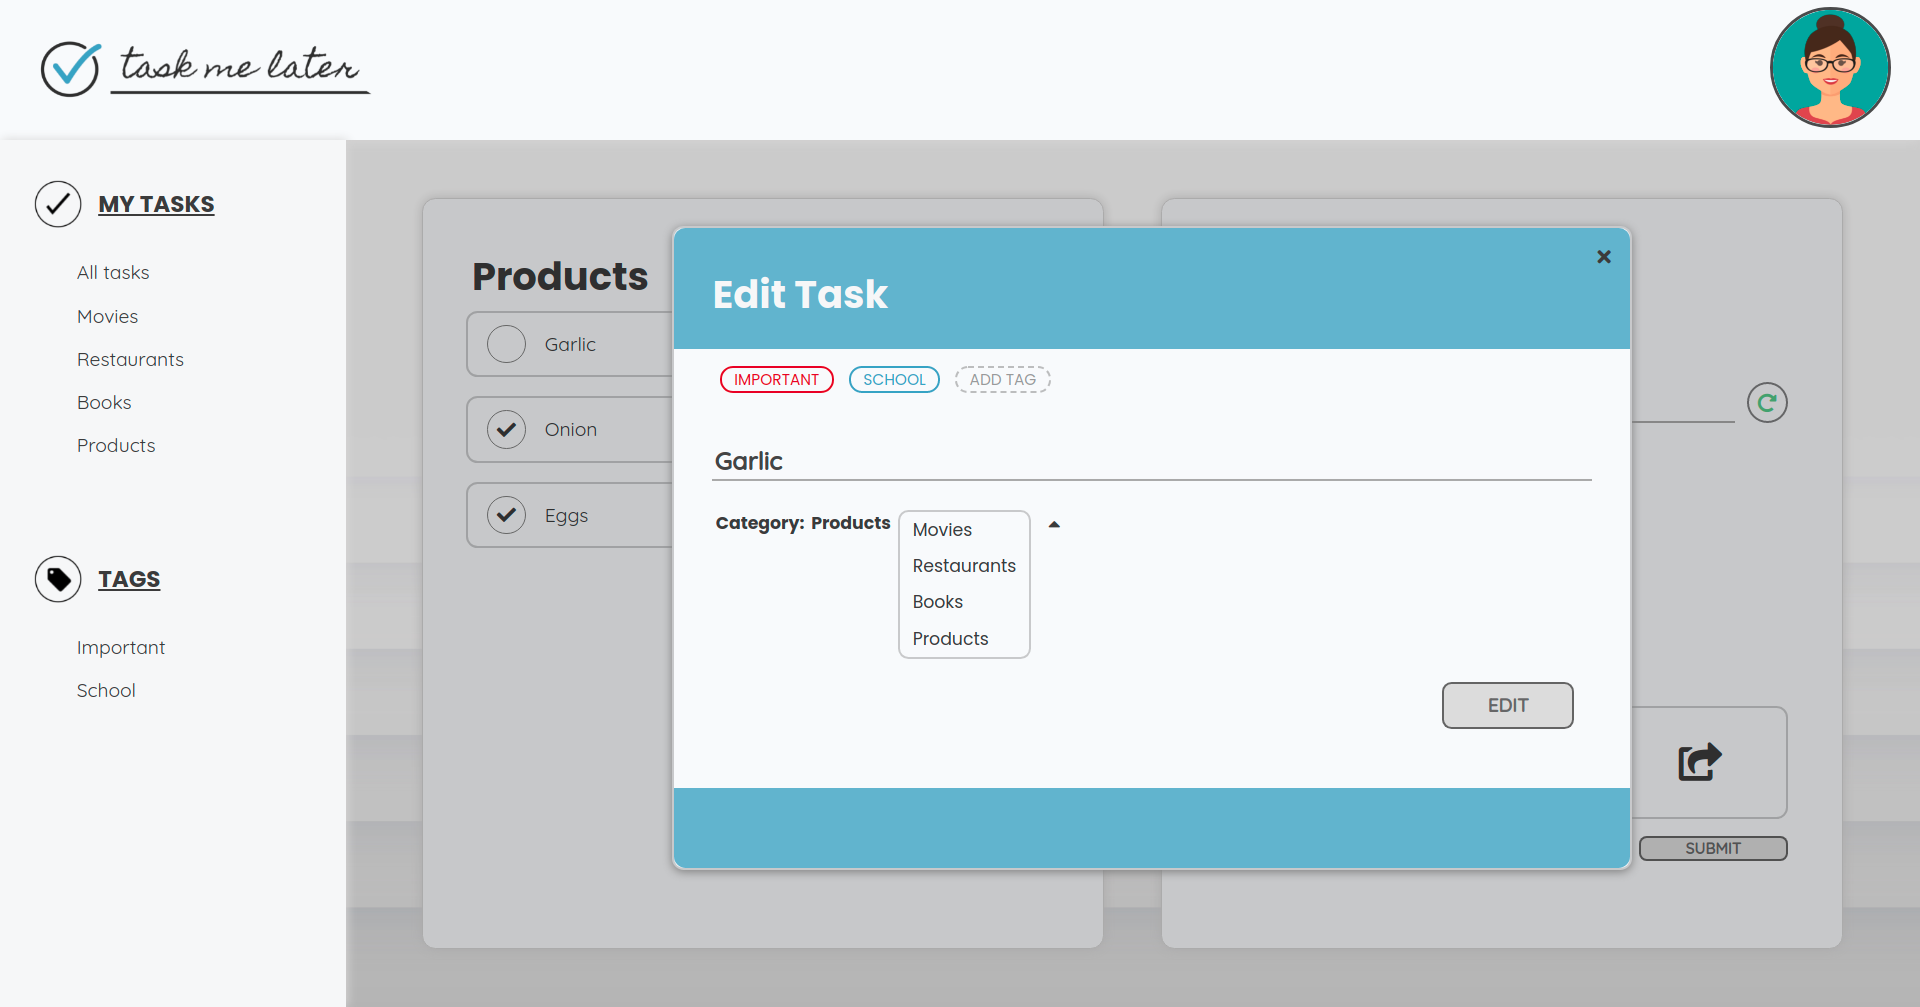 task me later
MY TASKS
All tasks
Movies
Restaurants
Books
Products
TAGS
Important
School
Products
Garlic
Onion
Eggs
Edit Task
IMPORTANT
SCHOOL
ADD TAG
Garlic
Category: Products
Movies
Restaurants
Books
Products
EDIT
SUBMIT